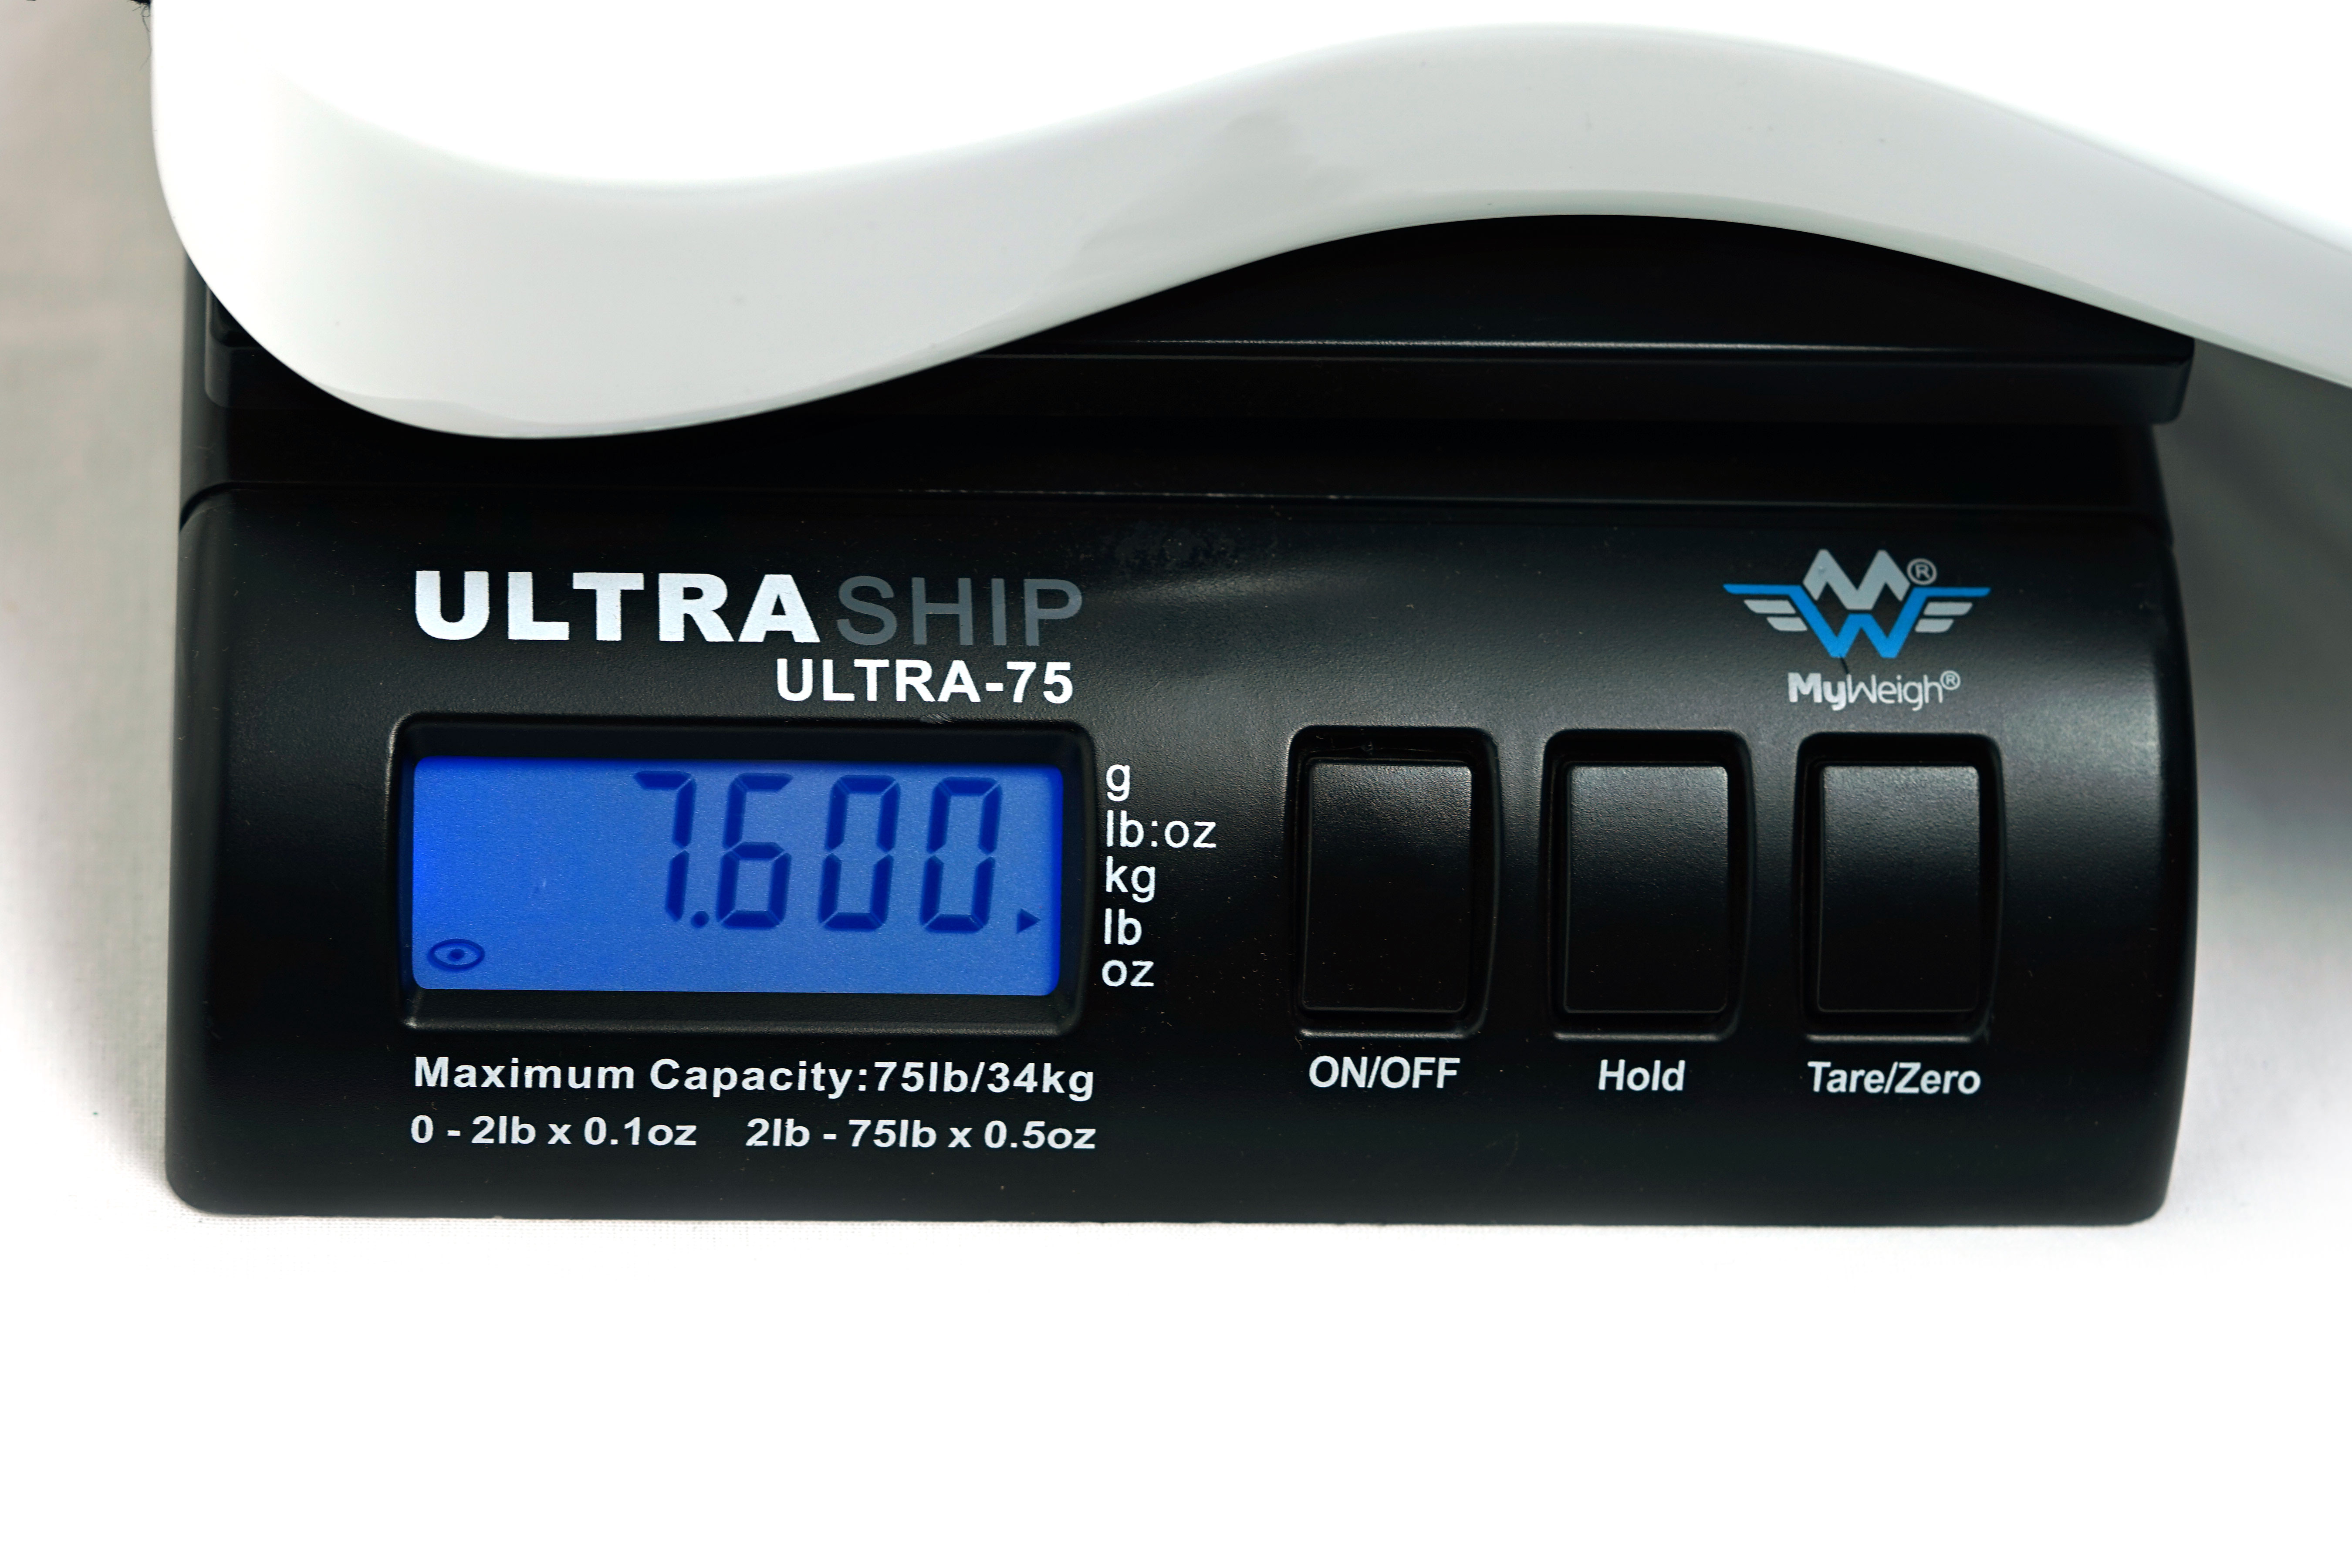 ULTRASHIP
ULTRA-75
MW®
MyWeigh®
7.600
g
lb:oz
kg
lb
oz
Maximum Capacity:75lb/34kg
0 - 2lb x 0.1oz 2lb - 75lb x 0.5oz
ON/OFF
Hold
Tare/Zero